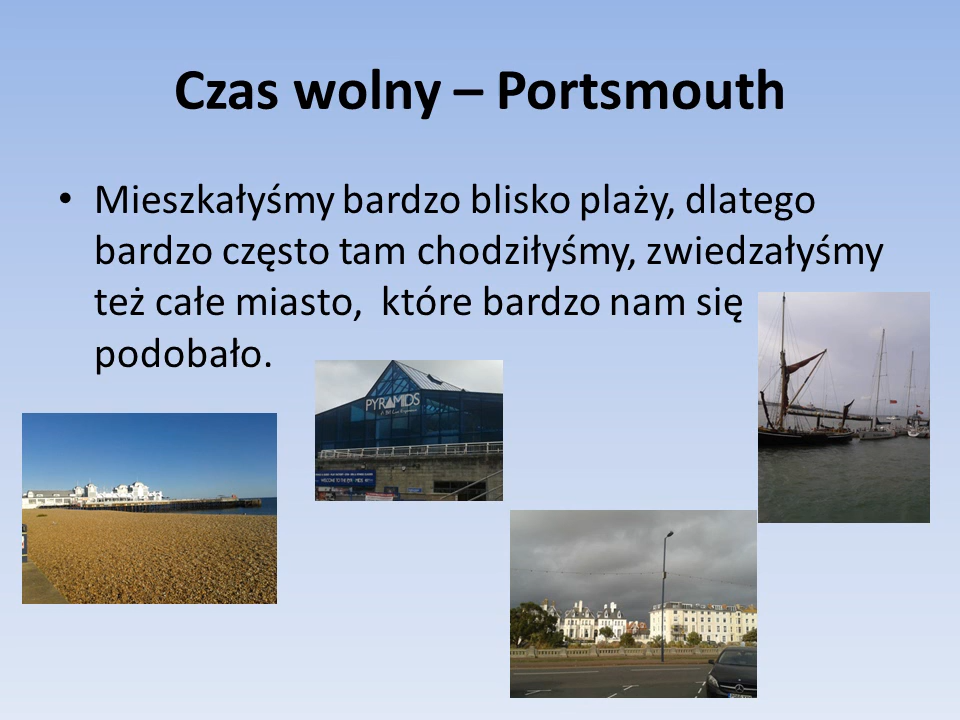 Czas wolny – Portsmouth
• Mieszkałyśmy bardzo blisko plaży, dlatego
bardzo często tam chodziłyśmy, zwiedzałyśmy
też całe miasto, które bardzo nam się
podobało.
PYRAMIDS